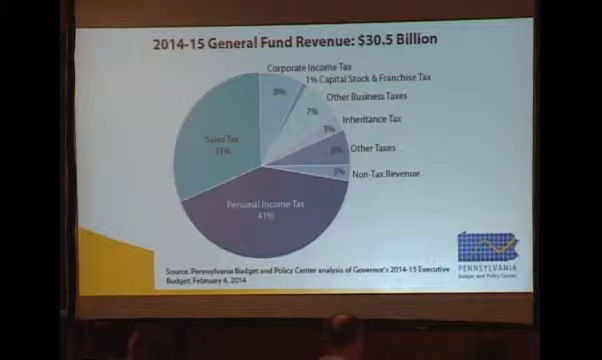 2014-15 General Fund Revenue: $30.5 Billion
Corporate Income Tax
8%
1% Capital Stock & Franchise Tax
Other Business Taxes
7%
Inheritance Tax
3%
Other Taxes
Non-Tax Revenue
3%
Sales Tax
31%
Personal Income Tax
41%
Source. Pennsylvania Budget and Policy Center analysis of Governor's 2014-15 Executive
Budget, February 4, 2014
PENNSYLVANIA
Budget and Policy Center